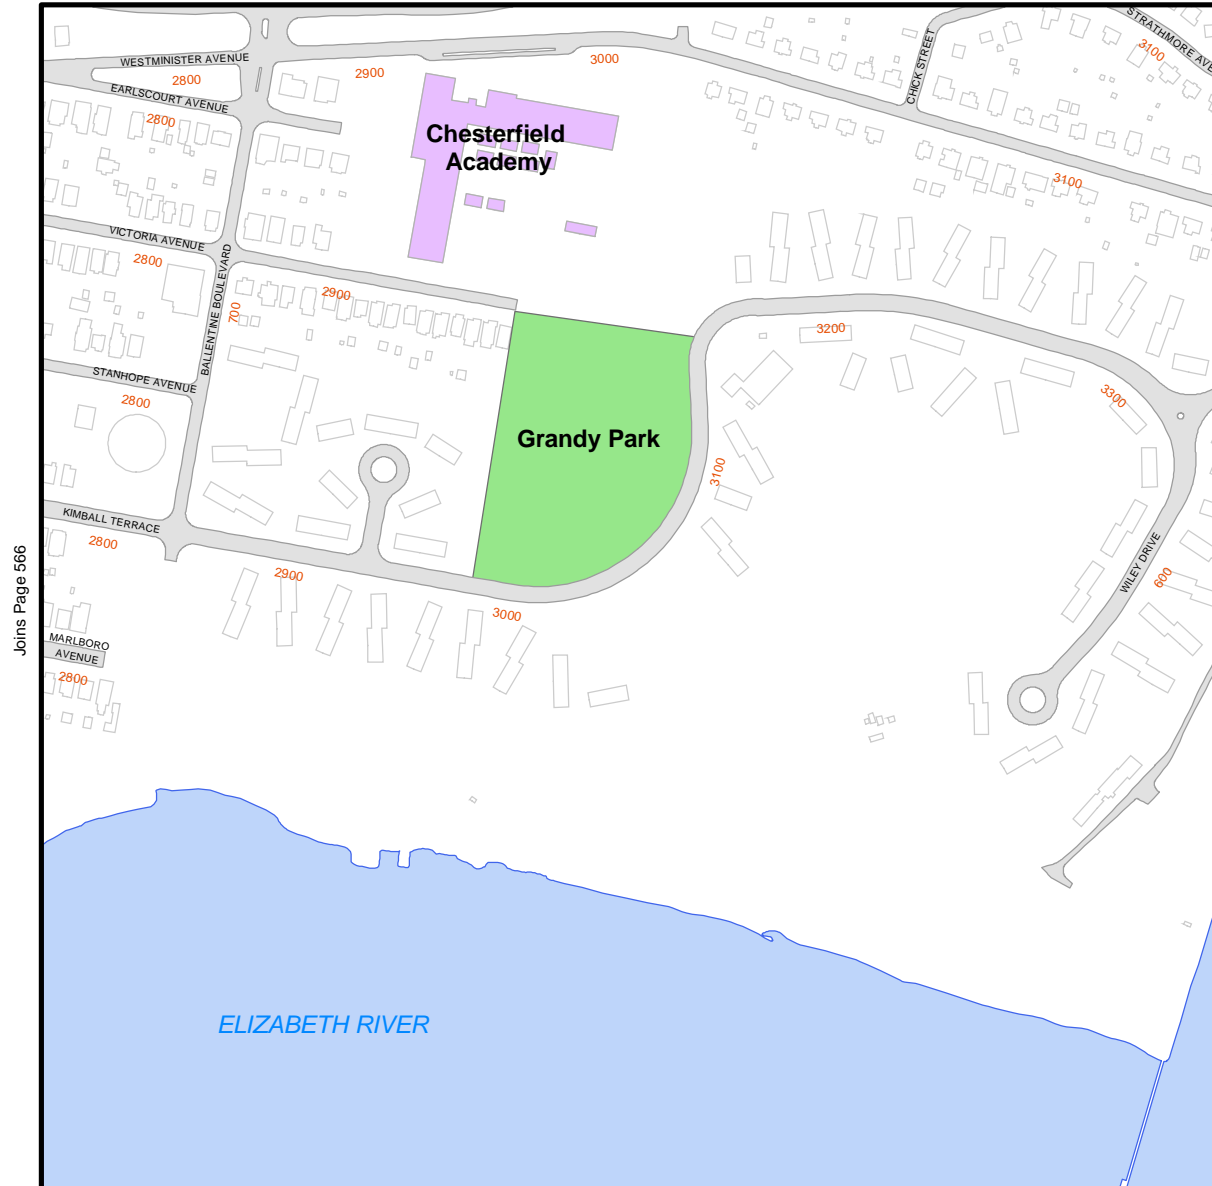 STRATHMORE AVE
3100
CHICK STREET
WESTMINISTER AVENUE
2800
2900
3000
EARLSCOURT AVENUE
2800
Chesterfield
Academy
3100
VICTORIA AVENUE
2800
2900
BALLENTINE BOULEVARD
700
3200
STANHOPE AVENUE
2800
3300
Grandy Park
3100
KIMBALL TERRACE
2800
2900
3000
WILEY DRIVE
600
Joins Page 566
MARLBORO
AVENUE
2800
ELIZABETH RIVER